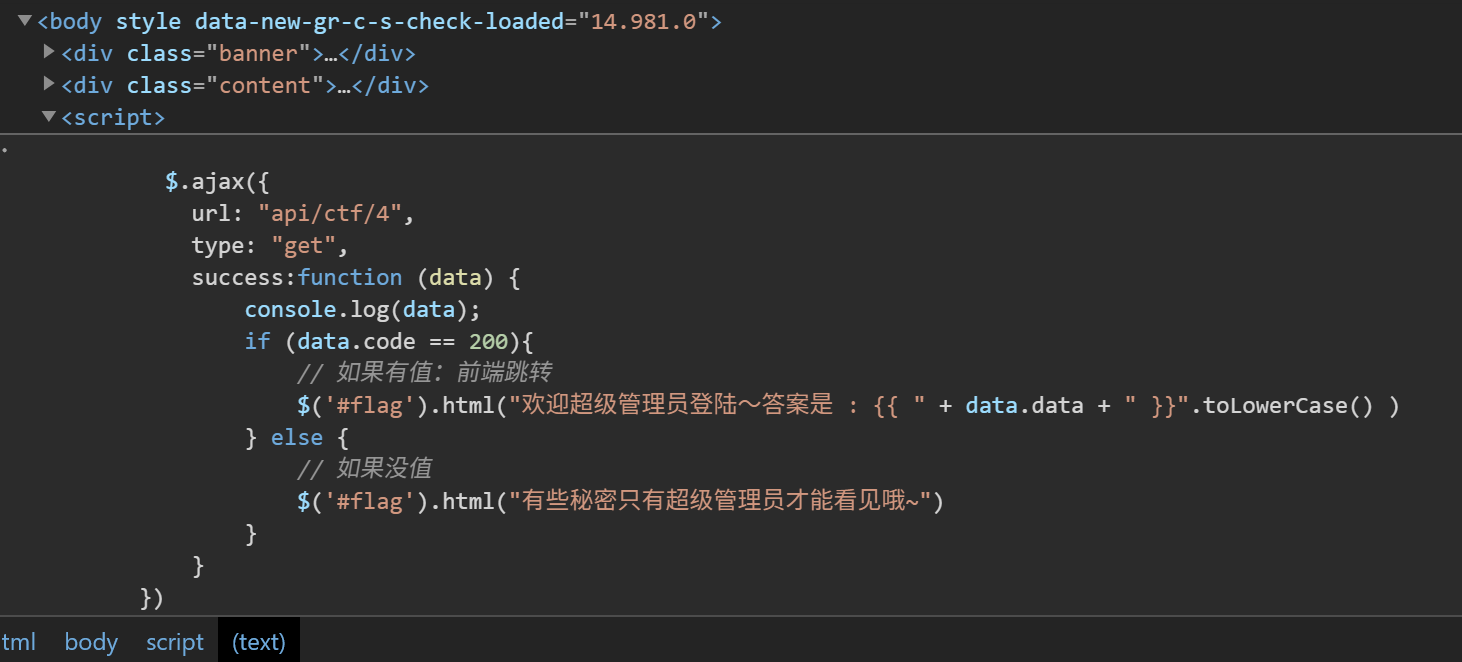 <body style data-new-gr-c-s-check-loaded="14.981.0">
<div class="banner">…</div>
<div class="content">…</div>
<script>
$.ajax({
url: "api/ctf/4",
type: "get",
success:function (data) {
console.log(data);
if (data.code == 200){
// 如果有值：前端跳转
$('#flag').html("欢迎超级管理员登陆～答案是 : {{ " + data.data + " }}".toLowerCase() )
} else {
// 如果没值
$('#flag').html("有些秘密只有超级管理员才能看见哦~")
}
}
})
tml body script (text)